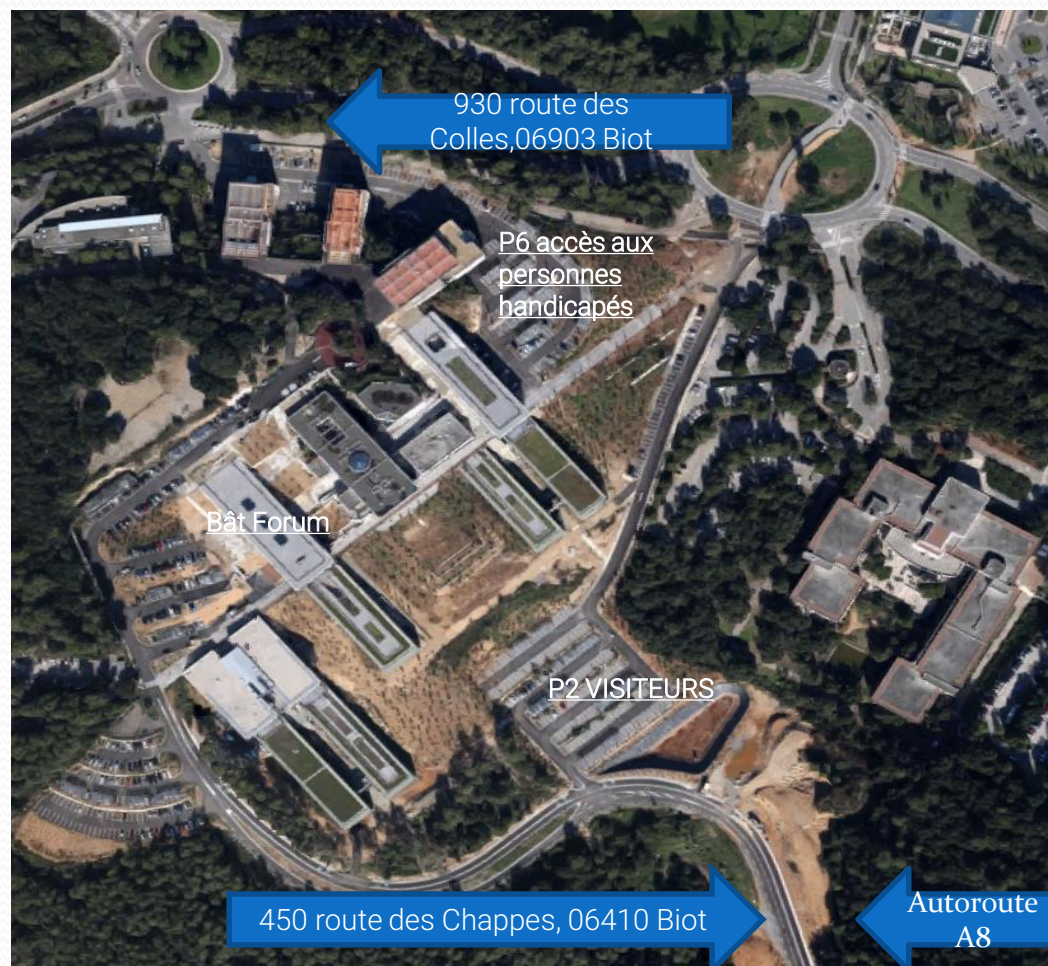 930 route des
Colles,06903 Biot
P6 accès aux
personnes
handicapés
Bât Forum
P2 VISITEURS
450 route des Chappes, 06410 Biot
Autoroute
A8